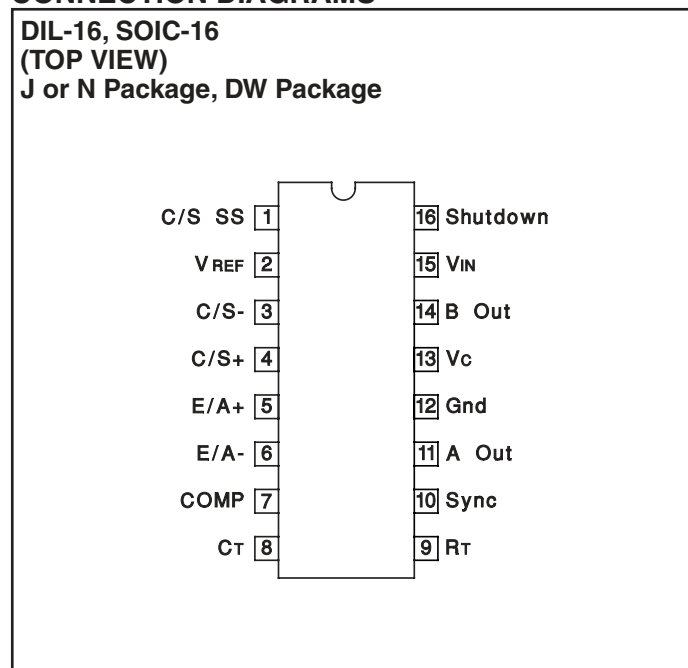 CONNECTION DIAGRAMS
DIL-16, SOIC-16
(TOP VIEW)
J or N Package, DW Package
C/S SS 1
16 Shutdown
VREF 2
15 VIN
C/S- 3
14 B Out
C/S+ 4
13 VC
E/A+ 5
12 Gnd
E/A- 6
11 A Out
COMP 7
10 Sync
CT 8
9 RT